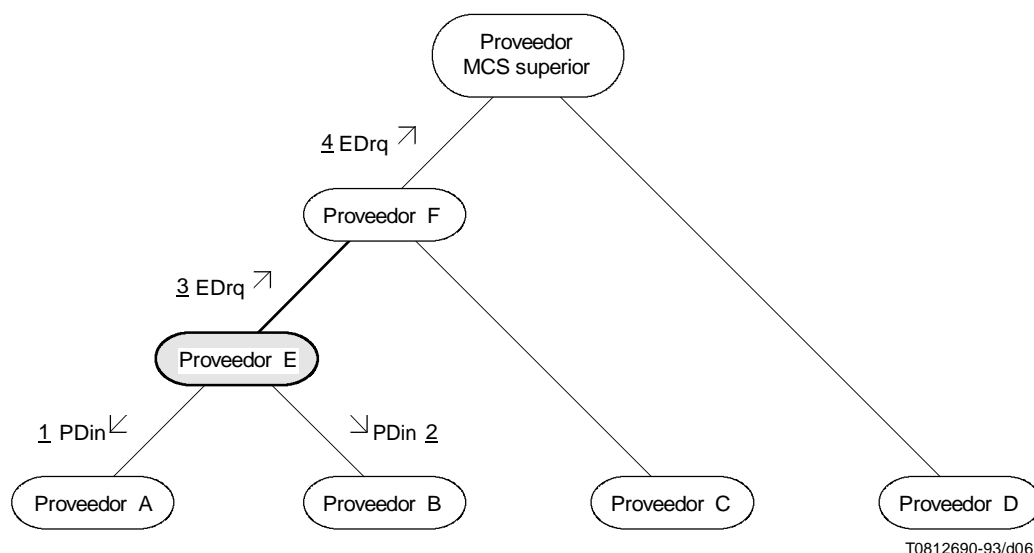 Proveedor
MCS superior
4 EDrq
Proveedor F
3 EDrq
Proveedor E
1 PDin
PDin 2
Proveedor A
Proveedor B
Proveedor C
Proveedor D
T0812690-93/d06